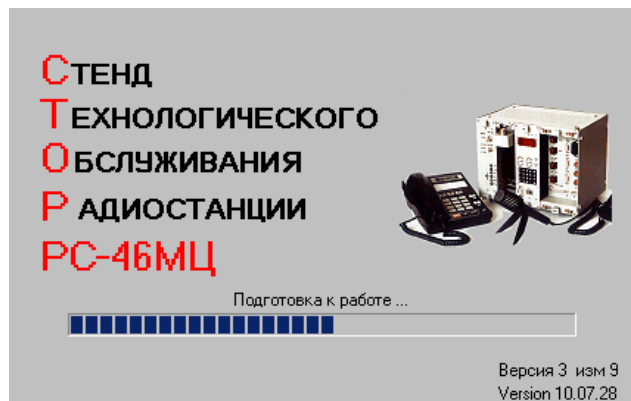 СТЕНД
ТЕХНОЛОГИЧЕСКОГО
ОБСЛУЖИВАНИЯ
РАДИОСТАНЦИИ
РС-46МЦ
Подготовка к работе ...
Версия 3 изм 9
Version 10.07.28